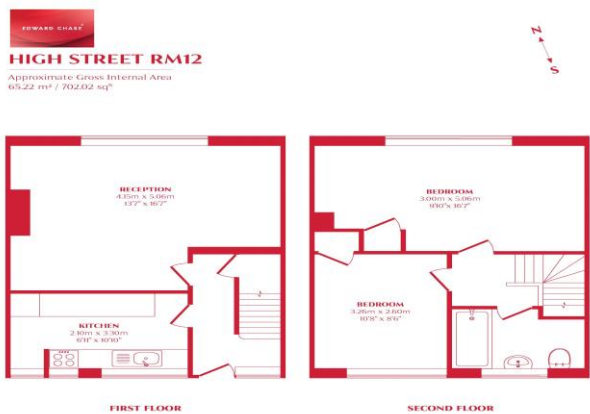 EDWARD CHASE
HIGH STREET RM12
Approximate Gross Internal Area
65.22 m² / 702.02 sq ft
N
S
RECEPTION
4.15m x 5.06m
13'7" x 16'7"
KITCHEN
2.10m x 3.30m
6'11" x 10'10"
FIRST FLOOR
BEDROOM
3.00m x 5.06m
9'10" x 16'7"
BEDROOM
3.26m x 2.60m
10'8" x 8'6"
SECOND FLOOR